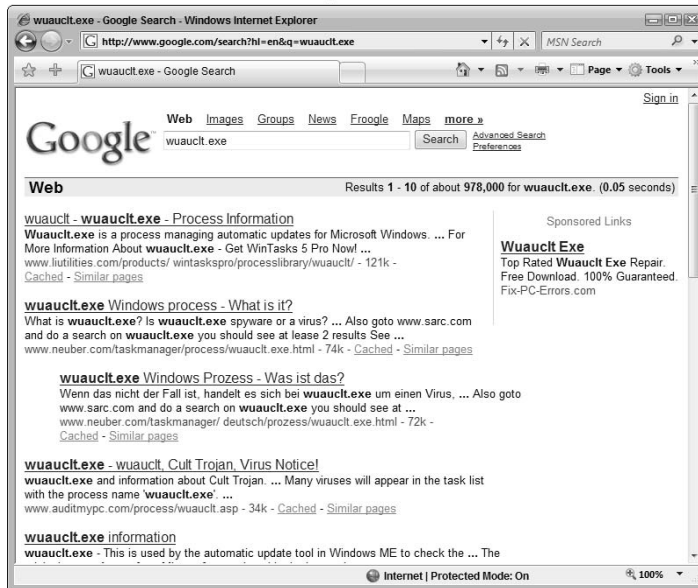 wuauclt.exe - Google Search - Windows Internet Explorer
G http://www.google.com/search?hl=en&q=wuauclt.exe
MSN Search
G wuauclt.exe - Google Search
Page
Tools
Sign in
Google™
Web Images Groups News Froogle Maps more »
wuauclt.exe
Search
Advanced Search
Preferences
Web
Results 1 - 10 of about 978,000 for wuauclt.exe. (0.05 seconds)
wuauclt - wuauclt.exe - Process Information
Wuauclt.exe is a process managing automatic updates for Microsoft Windows. ... For
More Information About wuauclt.exe - Get WinTasks 5 Pro Now! ...
www.liutilities.com/products/ wintaskspro/processlibrary/wuauclt/ - 121k -
Cached - Similar pages
wuauclt.exe Windows process - What is it?
What is wuauclt.exe? Is wuauclt.exe spyware or a virus? ... Also goto www.sarc.com
and do a search on wuauclt.exe you should see at lease 2 results See ...
www.neuber.com/taskmanager/process/wuauclt.exe.html - 74k - Cached - Similar pages
wuauclt.exe Windows Prozess - Was ist das?
Wenn das nicht der Fall ist, handelt es sich bei wuauclt.exe um einen Virus, ... Also goto
www.sarc.com and do a search on wuauclt.exe you should see at ...
www.neuber.com/taskmanager/ deutsch/prozess/wuauclt.exe.html - 72k -
Cached - Similar pages
wuauclt.exe - wuauclt, Cult Trojan, Virus Notice!
wuauclt.exe and information about Cult Trojan. ... Many viruses will appear in the task list
with the process name 'wuauclt.exe'. ...
www.auditmypc.com/process/wuauclt.asp - 34k - Cached - Similar pages
wuauclt.exe information
wuauclt.exe - This is used by the automatic update tool in Windows ME to check the ... The
Sponsored Links
Wuauclt Exe
Top Rated Wuauclt Exe Repair.
Free Download. 100% Guaranteed.
Fix-PC-Errors.com
Internet | Protected Mode: On
100%